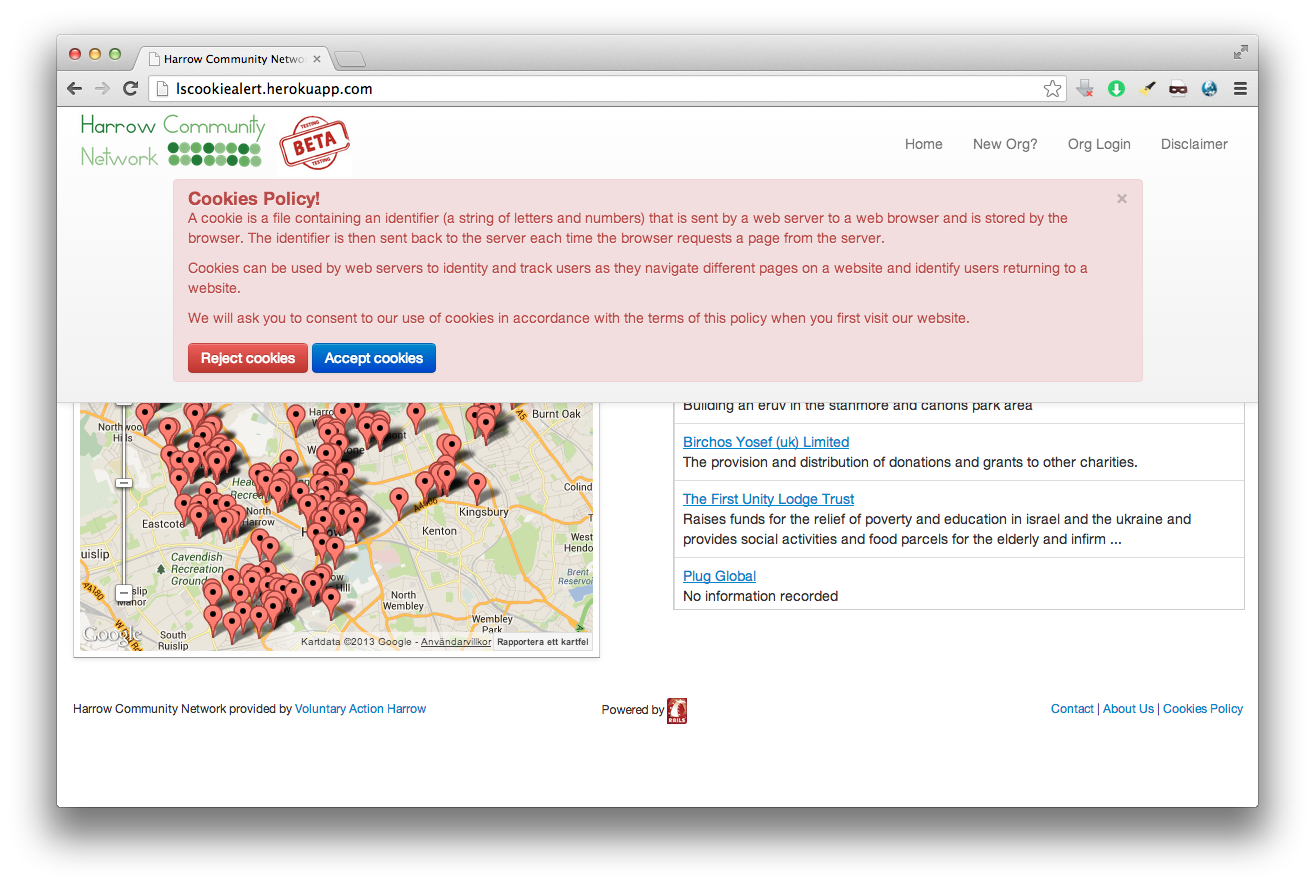 Harrow Community Netwo
lscookiealert.herokuapp.com
Harrow Community
Network
TESTING
BETA
TESTING
Home New Org? Org Login Disclaimer
Cookies Policy!
×
A cookie is a file containing an identifier (a string of letters and numbers) that is sent by a web server to a web browser and is stored by the
browser. The identifier is then sent back to the server each time the browser requests a page from the server.
Cookies can be used by web servers to identity and track users as they navigate different pages on a website and identify users returning to a
website.
We will ask you to consent to our use of cookies in accordance with the terms of this policy when you first visit our website.
Reject cookies Accept cookies
Northwoo
Hills
A5
Burnt Oak
Colind
Kingsbury
A4006
Kenton
North
Harrow
Eastcote
West
Hendo
uislip
Cavendish
Recreation
Ground
Brent
Reservoi
A4180
slip
Manor
North
Wembley
Wembley
Park
South
Ruislip
Google
Kartdata ©2013 Google - Användarvillkor Rapportera ett kartfel
Building an eruv in the stanmore and canons park area
Birchos Yosef (uk) Limited
The provision and distribution of donations and grants to other charities.
The First Unity Lodge Trust
Raises funds for the relief of poverty and education in israel and the ukraine and
provides social activities and food parcels for the elderly and infirm ...
Plug Global
No information recorded
Harrow Community Network provided by Voluntary Action Harrow
Powered by RAILS
Contact | About Us | Cookies Policy